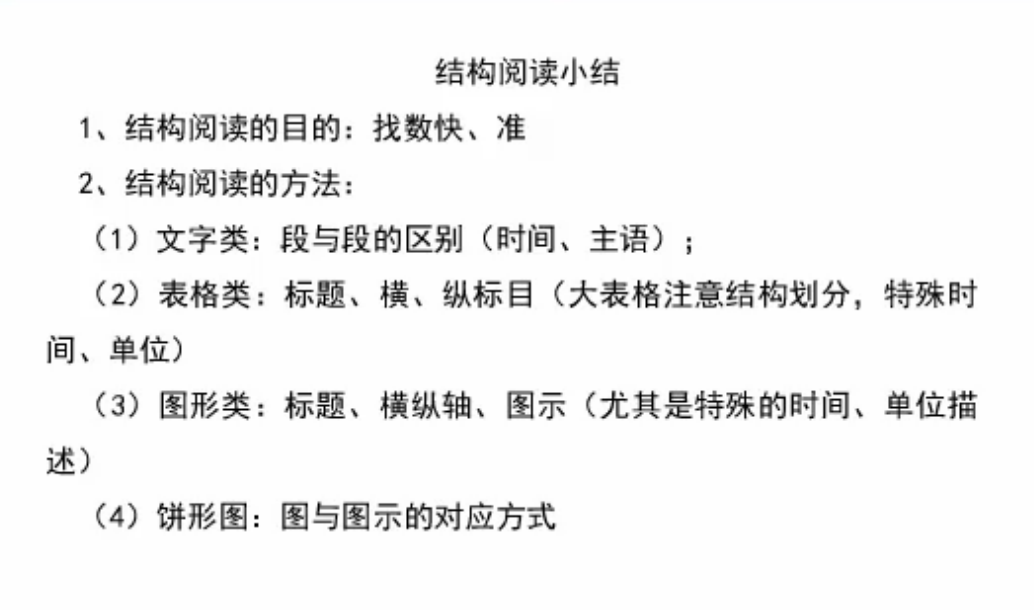 结构阅读小结
1、结构阅读的目的：找数快、准
2、结构阅读的方法：
（1）文字类：段与段的区别（时间、主语）；
（2）表格类：标题、横、纵标目（大表格注意结构划分，特殊时
间、单位）
（3）图形类：标题、横纵轴、图示（尤其是特殊的时间、单位描
述）
（4）饼形图：图与图示的对应方式